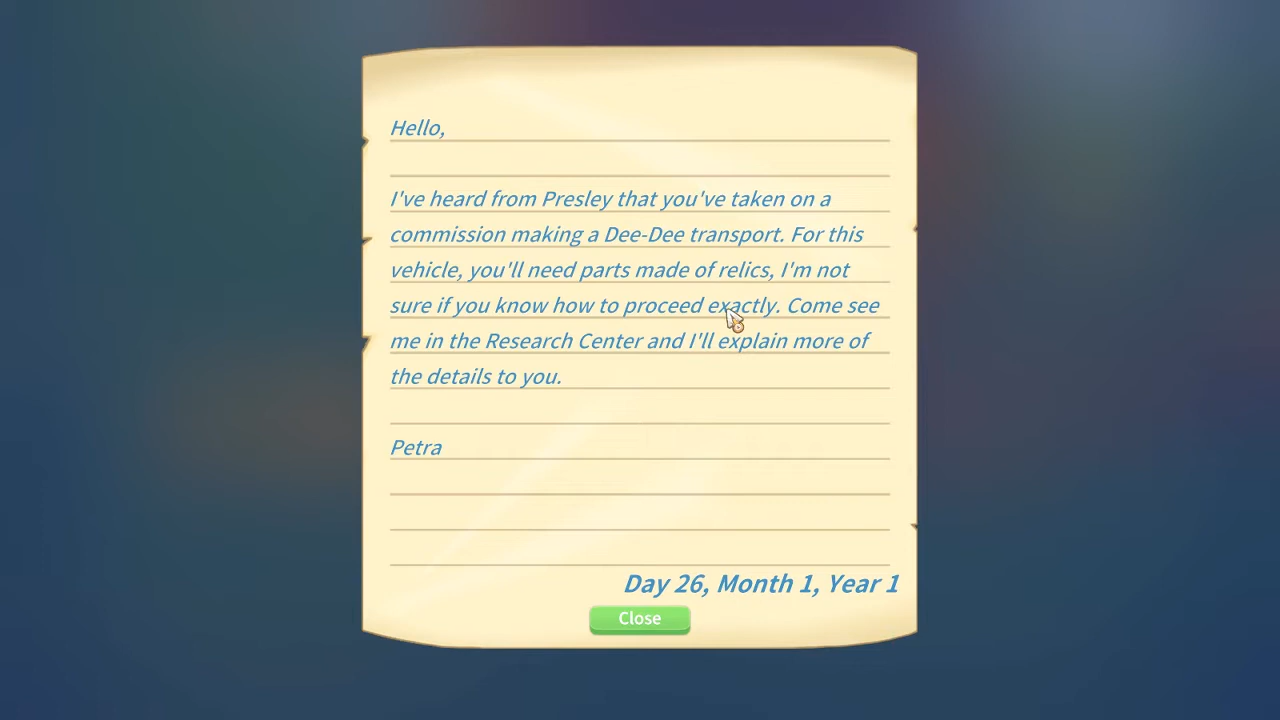 Hello,
I've heard from Presley that you've taken on a
commission making a Dee-Dee transport. For this
vehicle, you'll need parts made of relics, I'm not
sure if you know how to proceed exactly. Come see
me in the Research Center and I'll explain more of
the details to you.
Petra
Day 26, Month 1, Year 1
Close